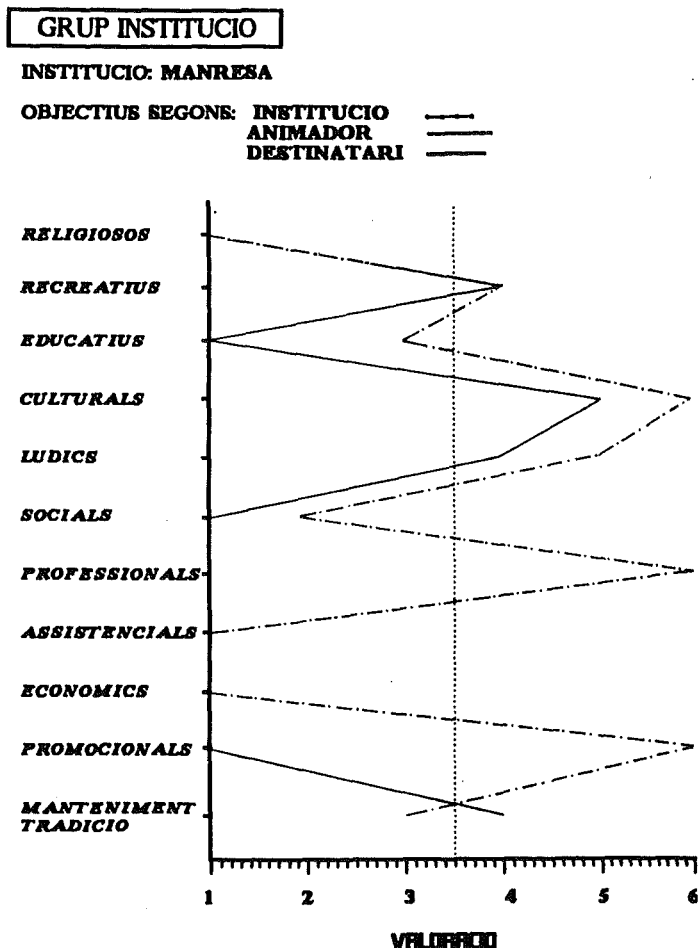 GRUP INSTITUCIO
INSTITUCIO: MANRESA
OBJECTIUS SEGONS: INSTITUCIO
ANIMADOR
DESTINATARI
RELIGIOSOS
RECREATIUS
EDUCATIUS
CULTURALS
LUDICS
SOCIALS
PROFESSIONALS
ASSISTENCIALS
ECONOMICS
PROMOCIONALS
MANTENIMENT
TRADICIO
1 2 3 4 5 6
VALORACIO